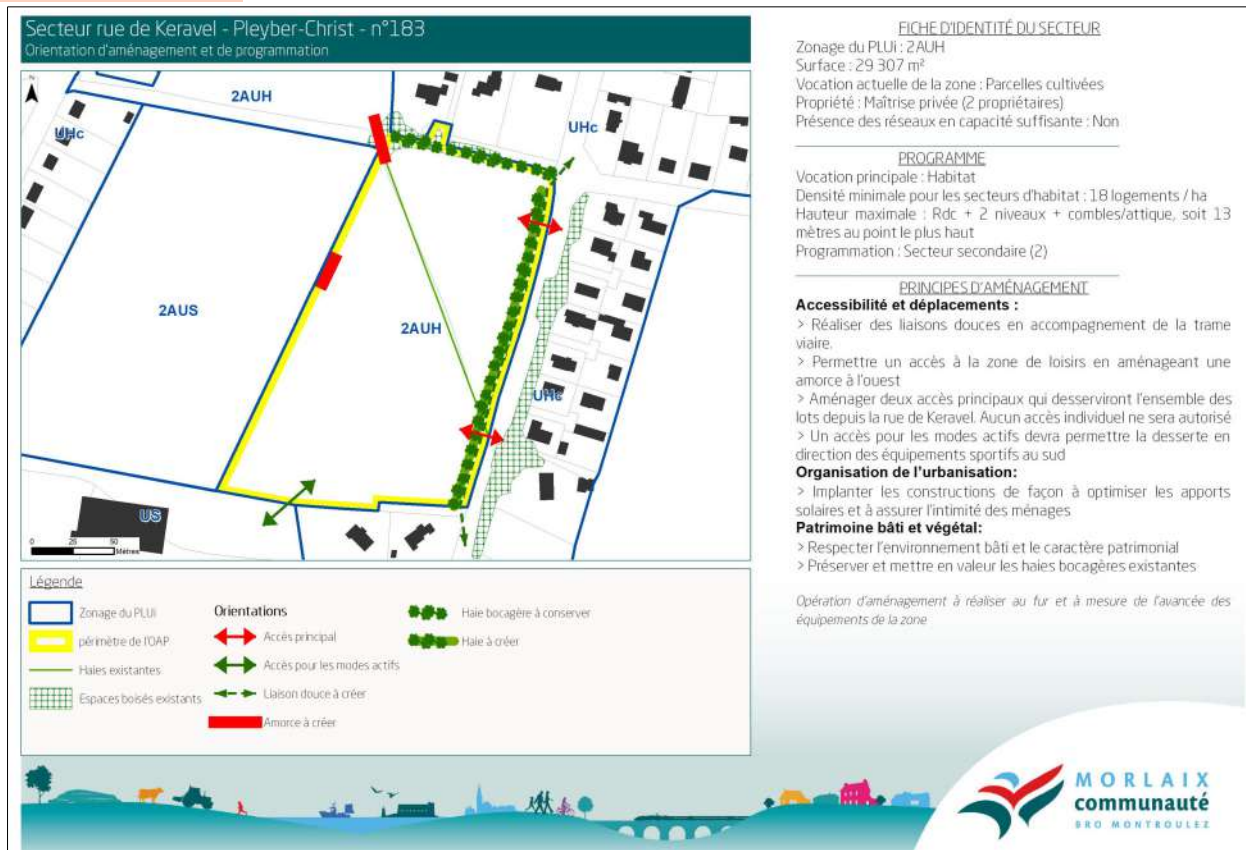 Secteur rue de Keravel - Pleyber-Christ - n°183
Orientation d'aménagement et de programmation
N
2AUH
UHc
UHc
2AUS
2AUH
UHc
US
0 25 50
Mètres
Légende
Zonage du PLUi
périmètre de l'OAP
Haies existantes
Espaces boisés existants
Orientations
Accès principal
Accès pour les modes actifs
Liaison douce à créer
Amorce à créer
Haie bocagère à conserver
Haie à créer
FICHE D'IDENTITÉ DU SECTEUR
Zonage du PLUi : 2AUH
Surface : 29 307 m²
Vocation actuelle de la zone : Parcelles cultivées
Propriété : Maîtrise privée (2 propriétaires)
Présence des réseaux en capacité suffisante : Non
PROGRAMME
Vocation principale : Habitat
Densité minimale pour les secteurs d'habitat : 18 logements / ha
Hauteur maximale : Rdc + 2 niveaux + combles/attique, soit 13
mètres au point le plus haut
Programmation : Secteur secondaire (2)
PRINCIPES D'AMÉNAGEMENT
Accessibilité et déplacements :
> Réaliser des liaisons douces en accompagnement de la trame
viaire.
> Permettre un accès à la zone de loisirs en aménageant une
amorce à l'ouest
> Aménager deux accès principaux qui desserviront l'ensemble des
lots depuis la rue de Keravel. Aucun accès individuel ne sera autorisé
> Un accès pour les modes actifs devra permettre la desserte en
direction des équipements sportifs au sud
Organisation de l'urbanisation:
> Implanter les constructions de façon à optimiser les apports
solaires et à assurer l'intimité des ménages
Patrimoine bâti et végétal:
> Respecter l'environnement bâti et le caractère patrimonial
> Préserver et mettre en valeur les haies bocagères existantes
Opération d'aménagement à réaliser au fur et à mesure de l'avancée des
équipements de la zone
MORLAIX
communauté
BRO MONTROULEZ